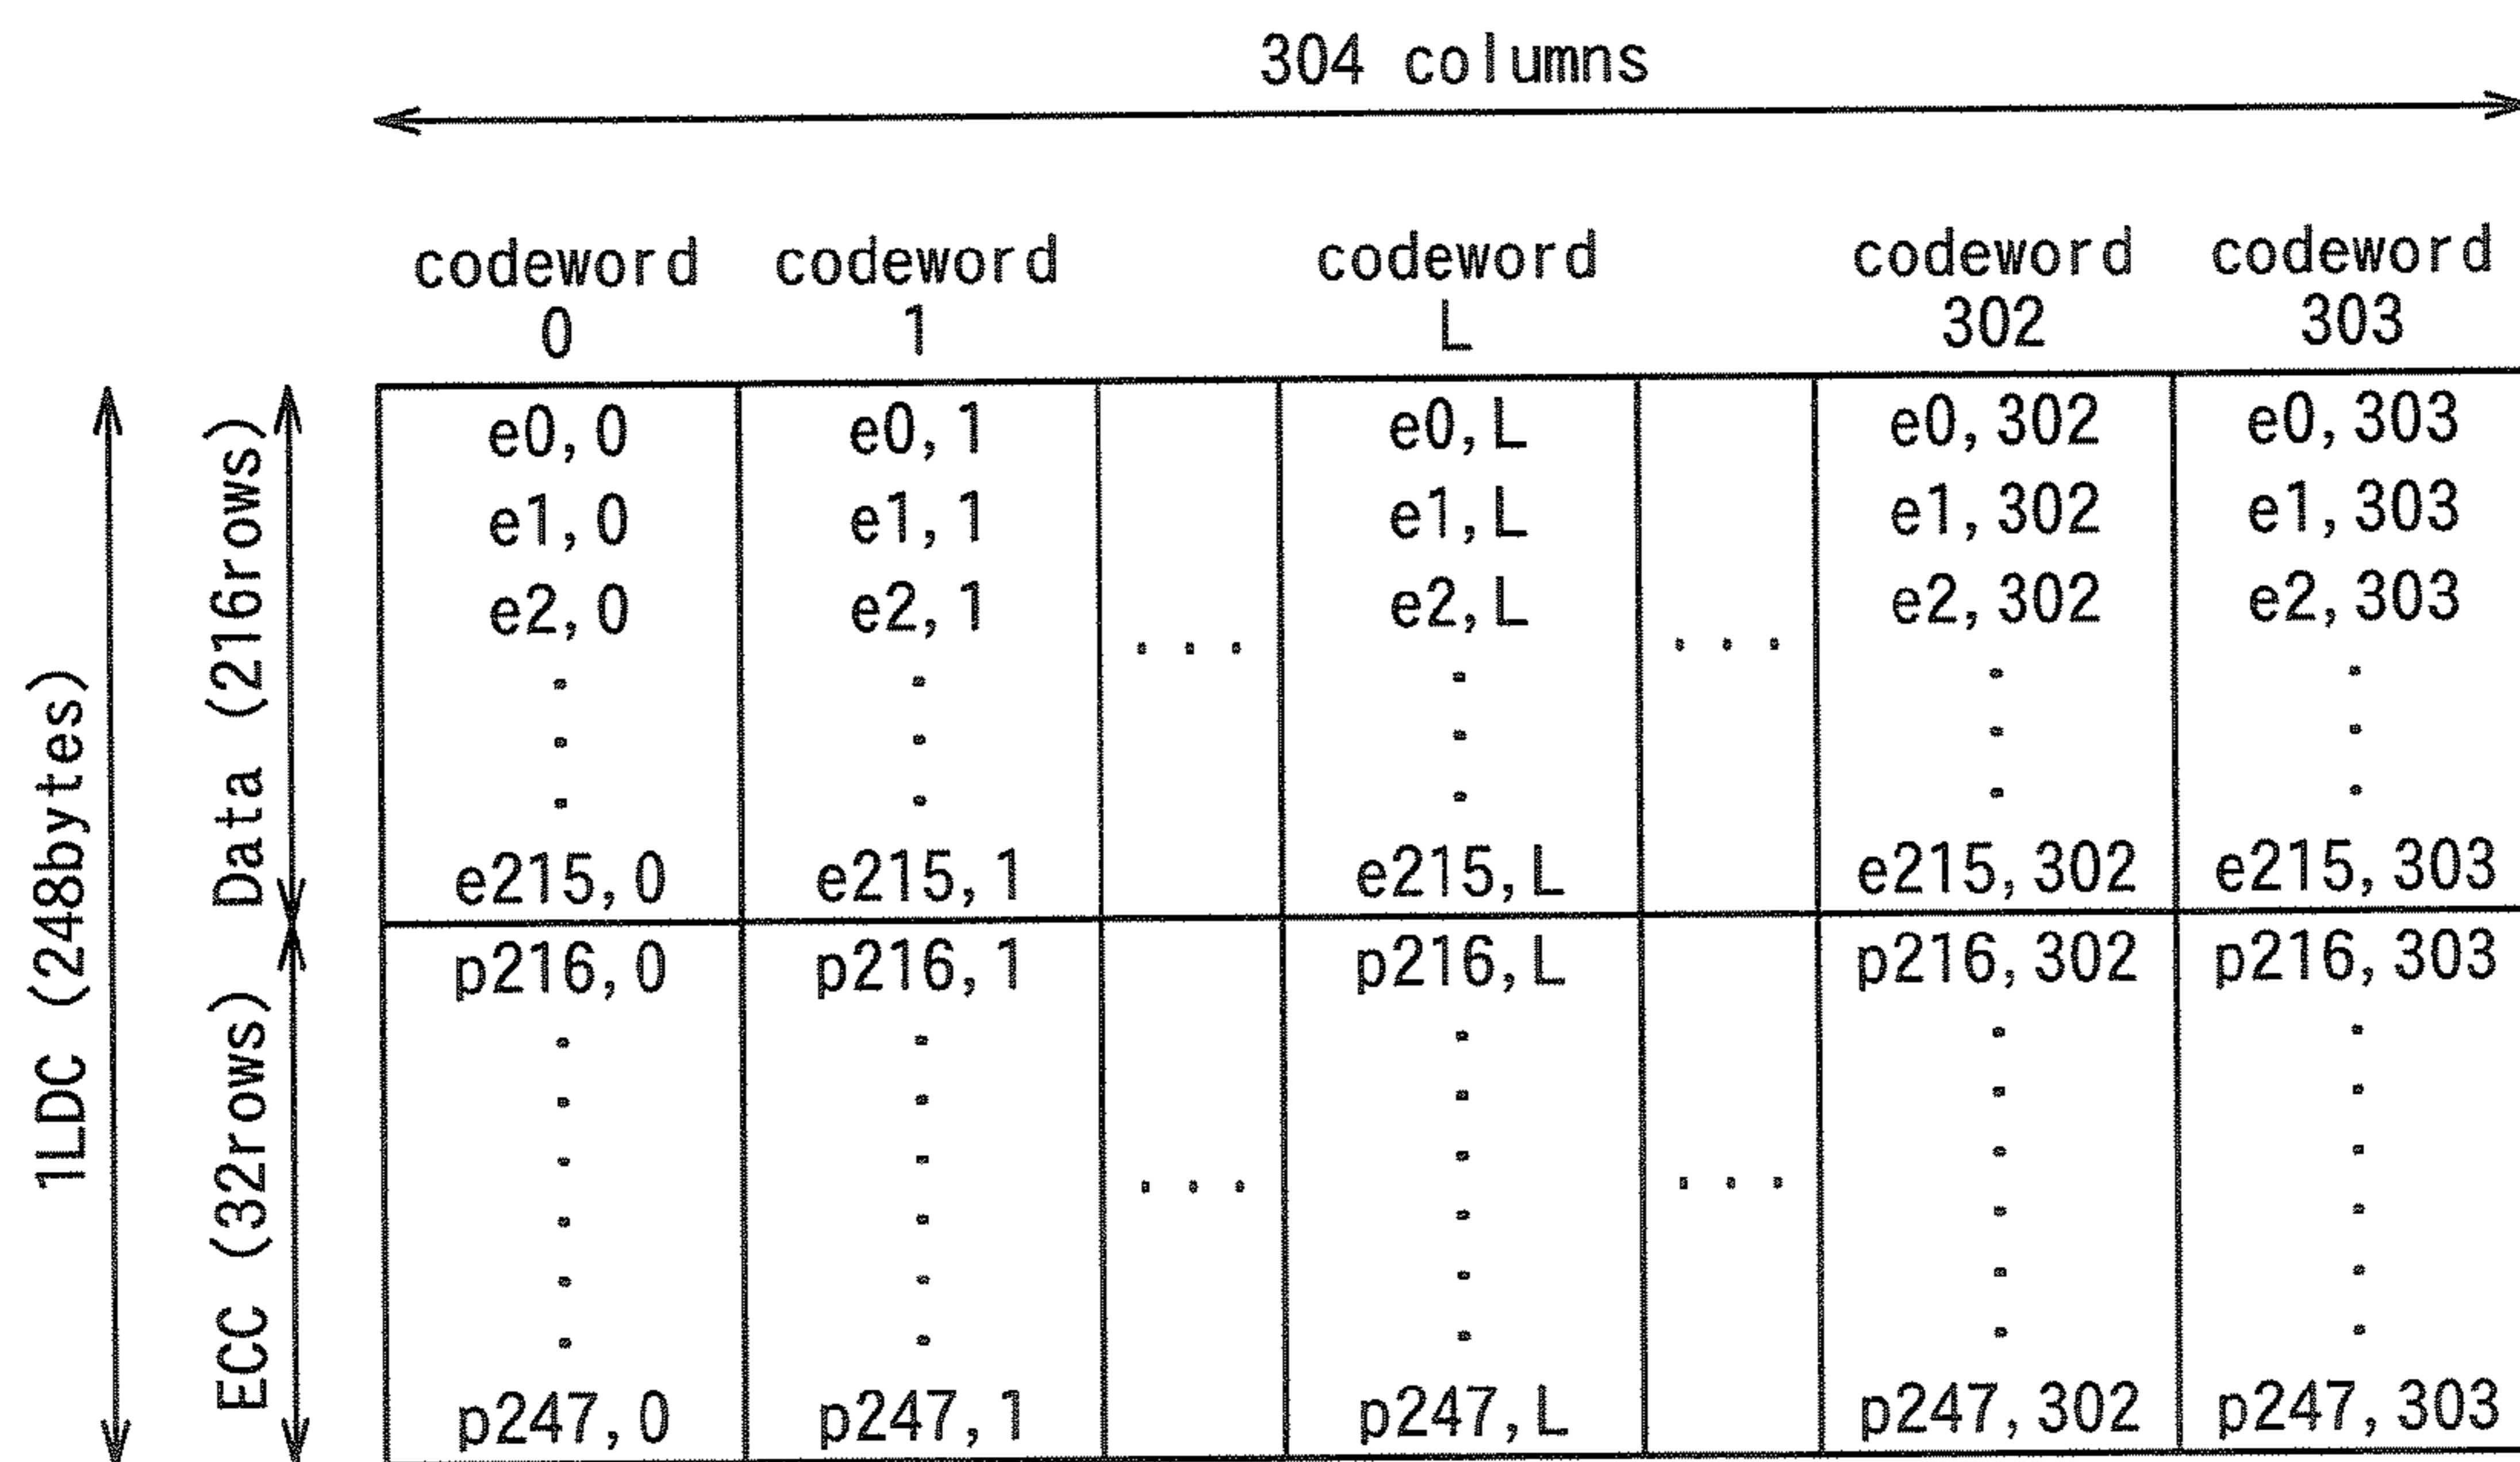 304 columns
codeword 0 codeword 1 codeword L codeword 302 codeword 303
1LDC (248bytes)
Data (216rows)
e0,0 e0,1 e0,L e0,302 e0,303
e1,0 e1,1 e1,L e1,302 e1,303
e2,0 e2,1 ... e2,L ... e2,302 e2,303
e215,0 e215,1 e215,L e215,302 e215,303
ECC (32rows)
p216,0 p216,1 p216,L p216,302 p216,303
... ...
p247,0 p247,1 p247,L p247,302 p247,303